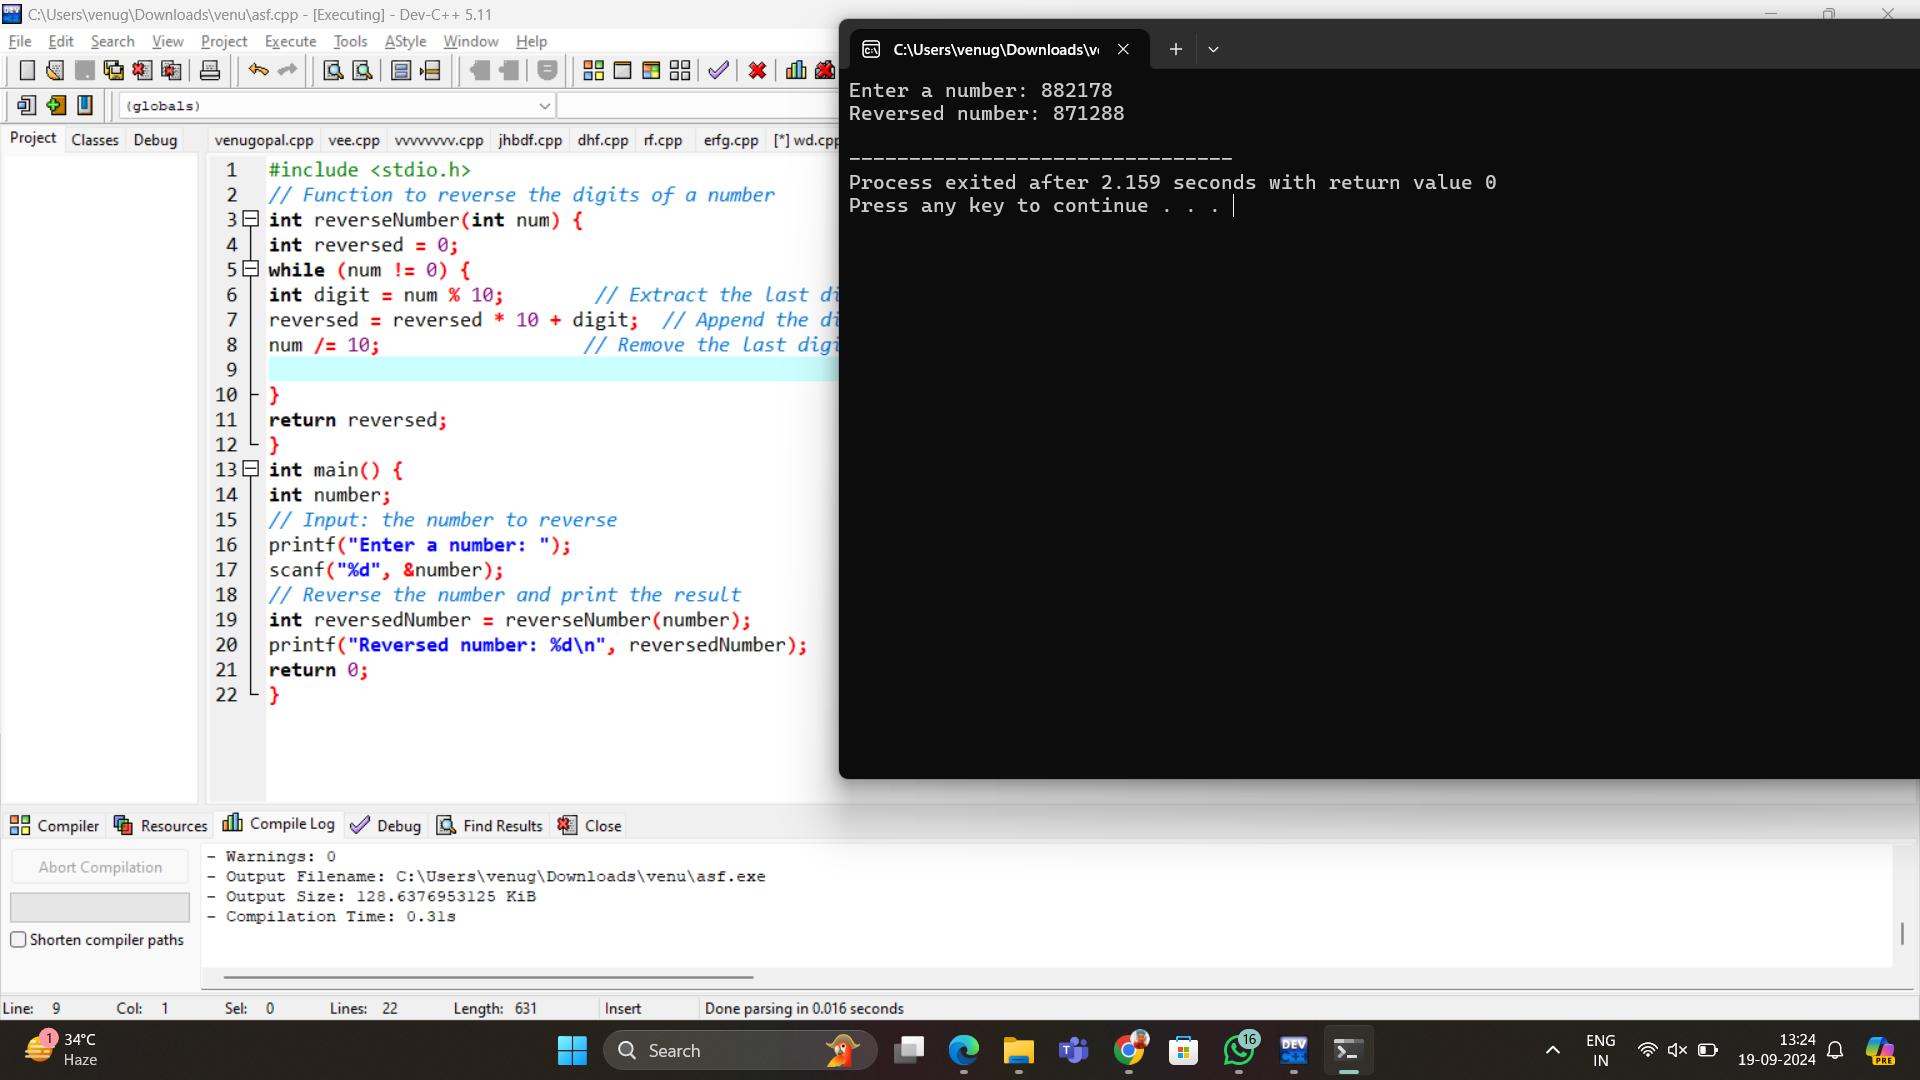 C:\Users\venug\Downloads\venu\asf.cpp - [Executing] - Dev-C++ 5.11
File Edit Search View Project Execute Tools AStyle Window Help
(globals)
Project Classes Debug
venugopal.cpp vee.cpp vvvvvvvv.cpp jhbdf.cpp dhf.cpp rf.cpp erfg.cpp [*] wd.cpp
1 #include <stdio.h>
2 // Function to reverse the digits of a number
3 int reverseNumber(int num) {
4 int reversed = 0;
5 while (num != 0) {
6 int digit = num % 10; // Extract the last di
7 reversed = reversed * 10 + digit; // Append the di
8 num /= 10; // Remove the last digi
9
10 }
11 return reversed;
12 }
13 int main() {
14 int number;
15 // Input: the number to reverse
16 printf("Enter a number: ");
17 scanf("%d", &number);
18 // Reverse the number and print the result
19 int reversedNumber = reverseNumber(number);
20 printf("Reversed number: %d\n", reversedNumber);
21 return 0;
22 }
C:\Users\venug\Downloads\v
Enter a number: 882178
Reversed number: 871288
--------------------------------
Process exited after 2.159 seconds with return value 0
Press any key to continue . . .
Compiler Resources Compile Log Debug Find Results Close
Abort Compilation
Shorten compiler paths
- Warnings: 0
- Output Filename: C:\Users\venug\Downloads\venu\asf.exe
- Output Size: 128.6376953125 KiB
- Compilation Time: 0.31s
Line: 9 Col: 1 Sel: 0 Lines: 22 Length: 631 Insert Done parsing in 0.016 seconds
1
34°C
Haze
Search
16
DEV
ENG
IN
13:24
19-09-2024
PRE